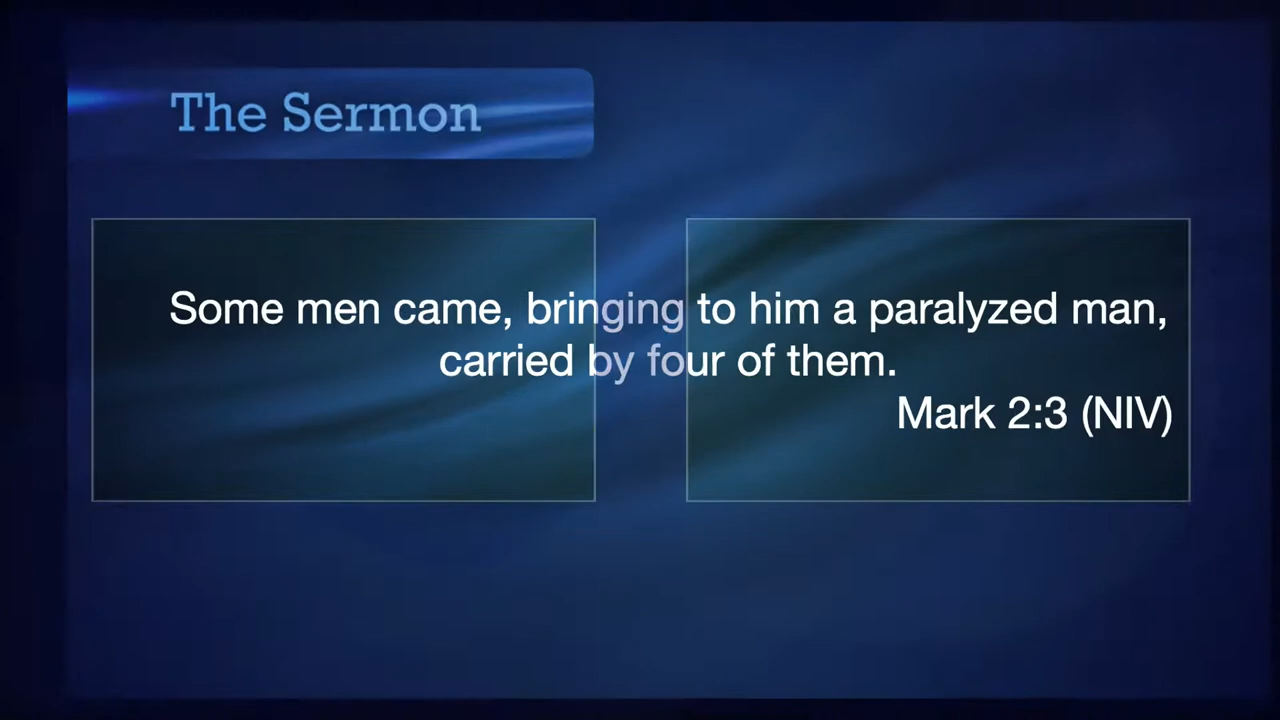 The Sermon
Some men came, bringing to him a paralyzed man,
carried by four of them.
Mark 2:3 (NIV)